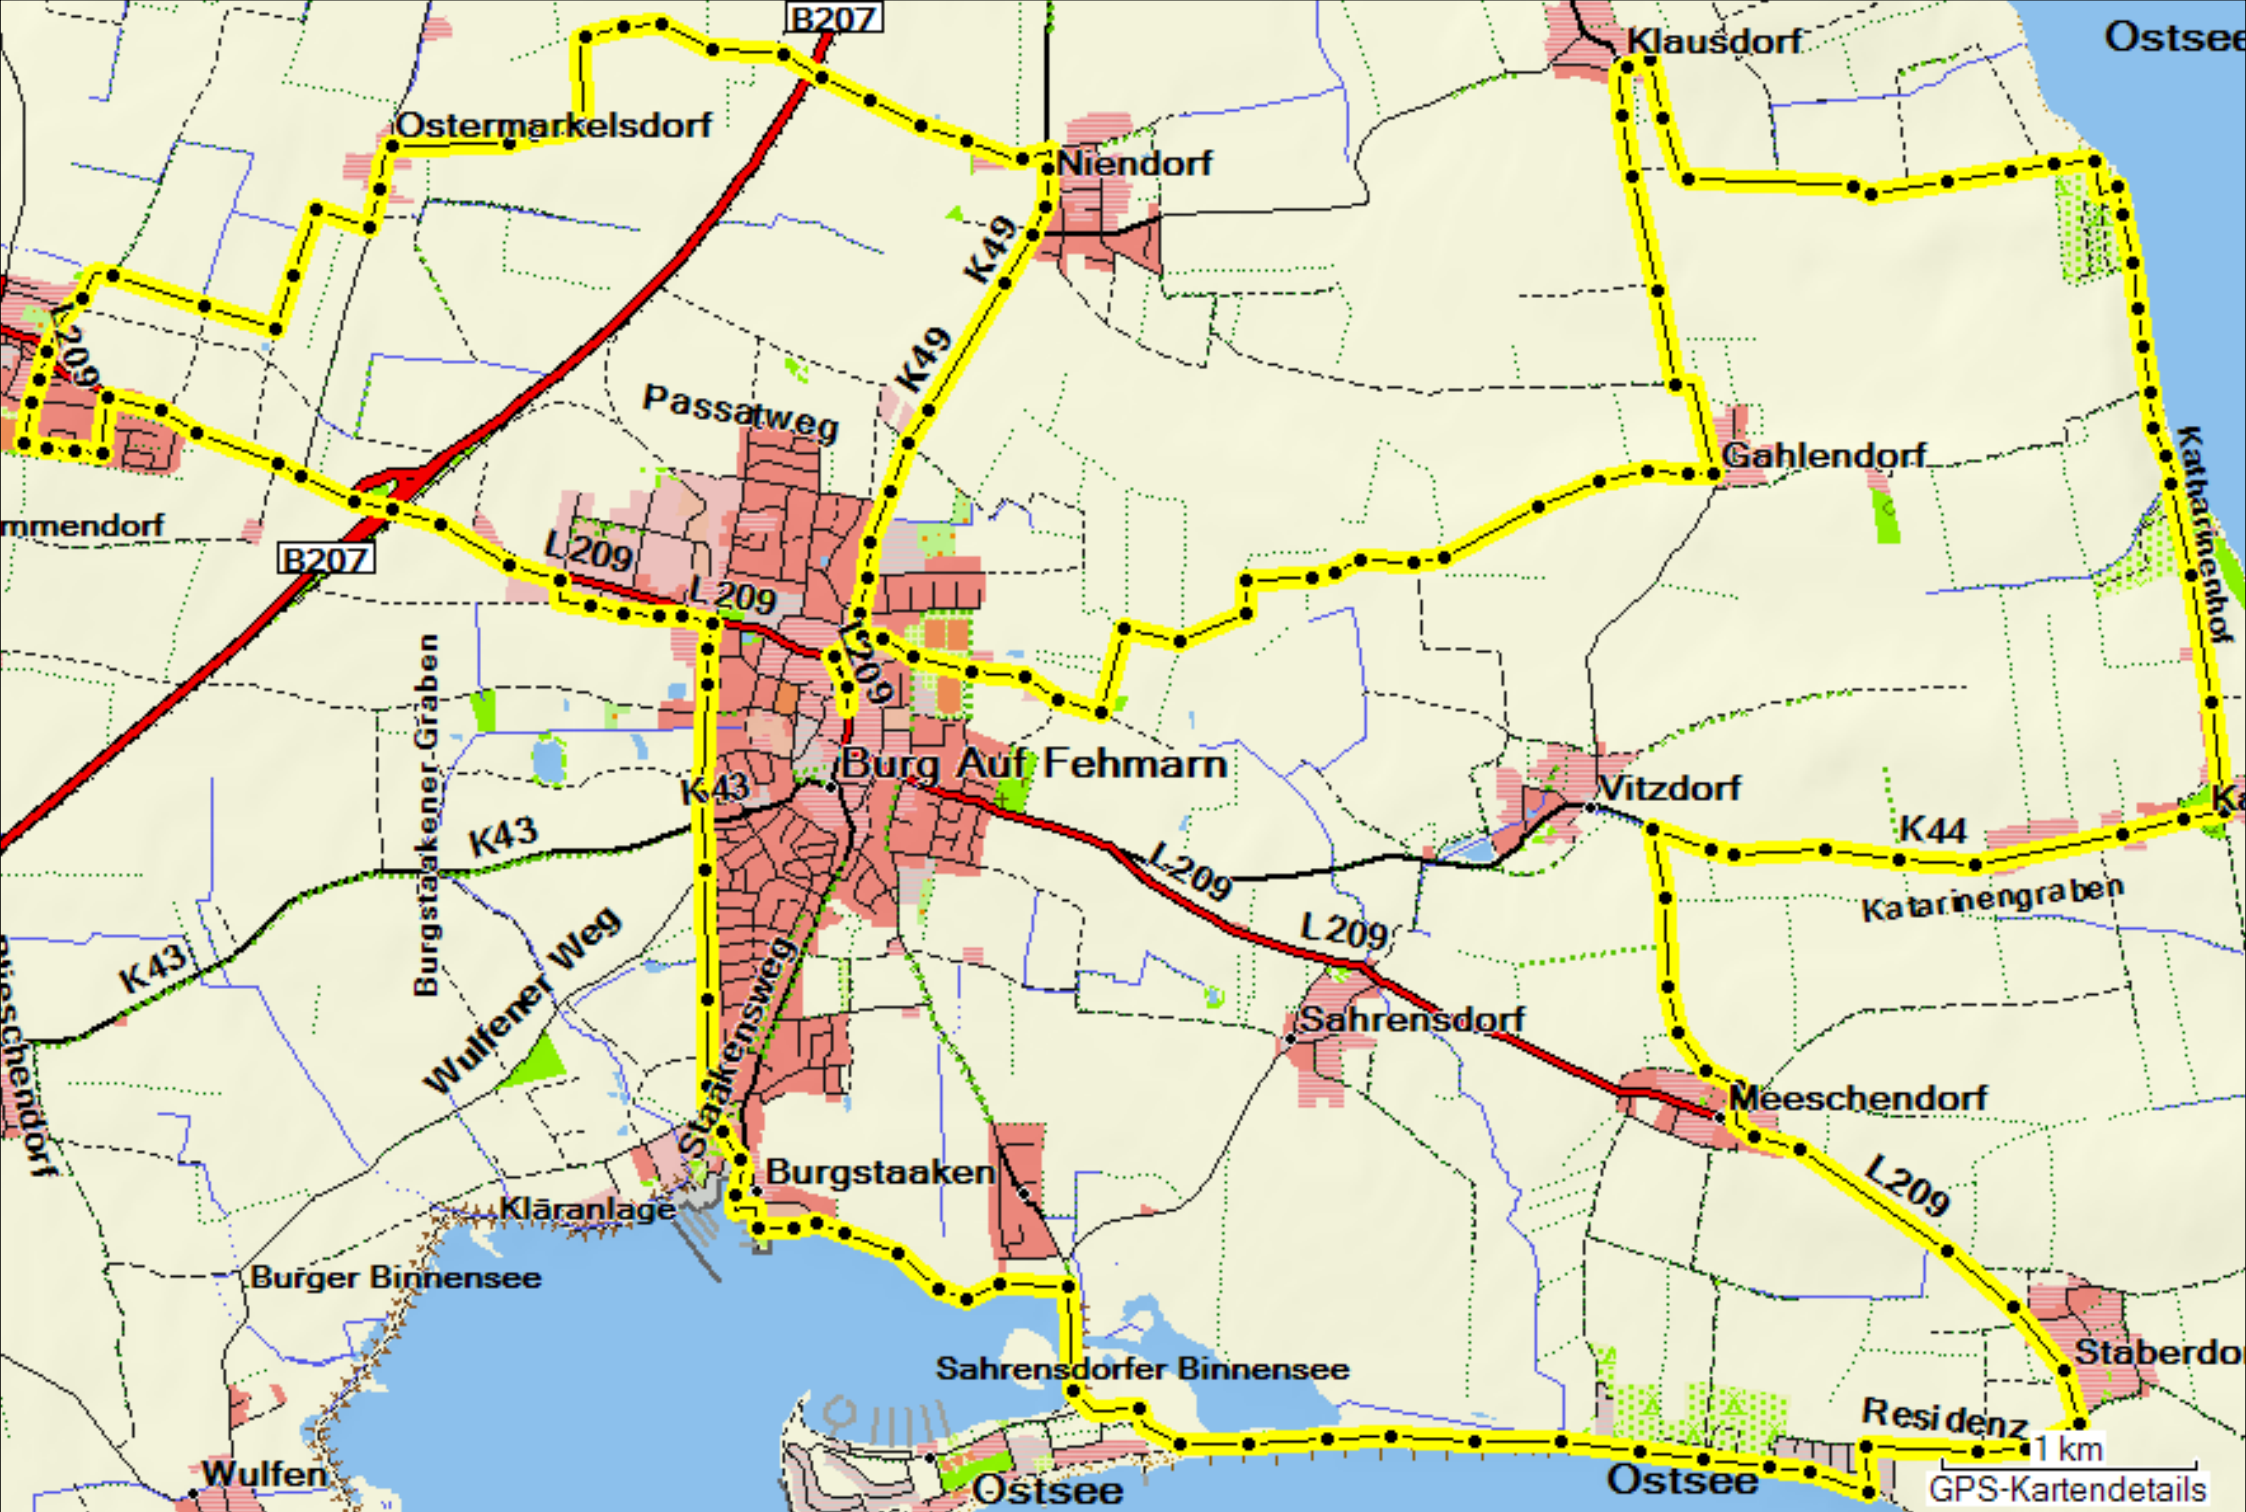 B207
Ostsee
Klausdorf
Ostermarkelsdorf
Niendorf
K49
L209
K49
Passatweg
Gahlendorf
Katharinenhof
mmendorf
B207
L209
L209
L209
Burgstaakener Graben
Burg Auf Fehmarn
K43
Vitzdorf
K44
K43
L209
Katarinengraben
Wulfener Weg
L209
K43
Staakensweg
Sahrensdorf
Meeschendorf
Burgstaaken
L209
Kläranlage
Burger Binnensee
Sahrensdorfer Binnensee
Staberdo
Residenz
1 km
Wulfen
Ostsee
Ostsee
GPS-Kartendetails